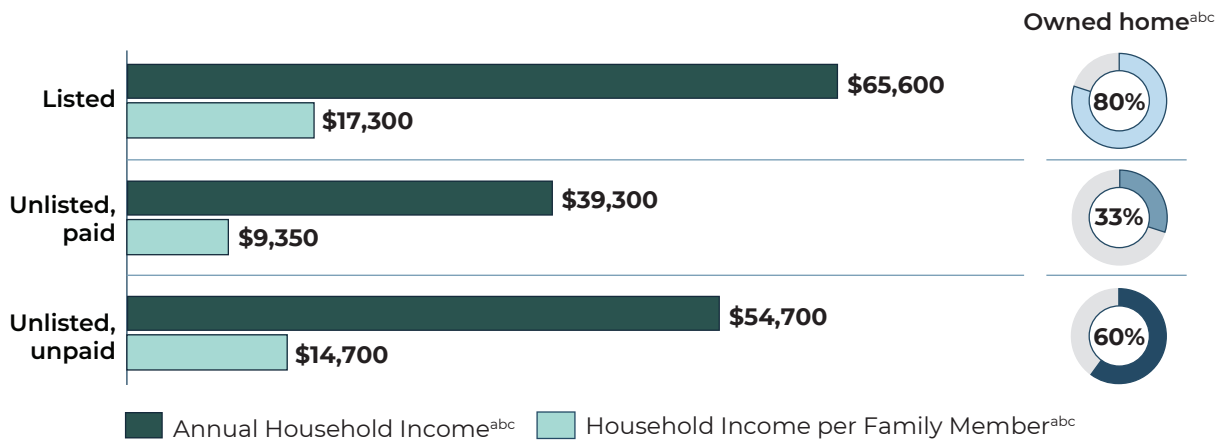 Owned homeᵃᵇᶜ
Listed
$65,600
$17,300
80%
Unlisted,
paid
$39,300
$9,350
33%
Unlisted,
unpaid
$54,700
$14,700
60%
Annual Household Incomeᵃᵇᶜ
Household Income per Family Memberᵃᵇᶜ